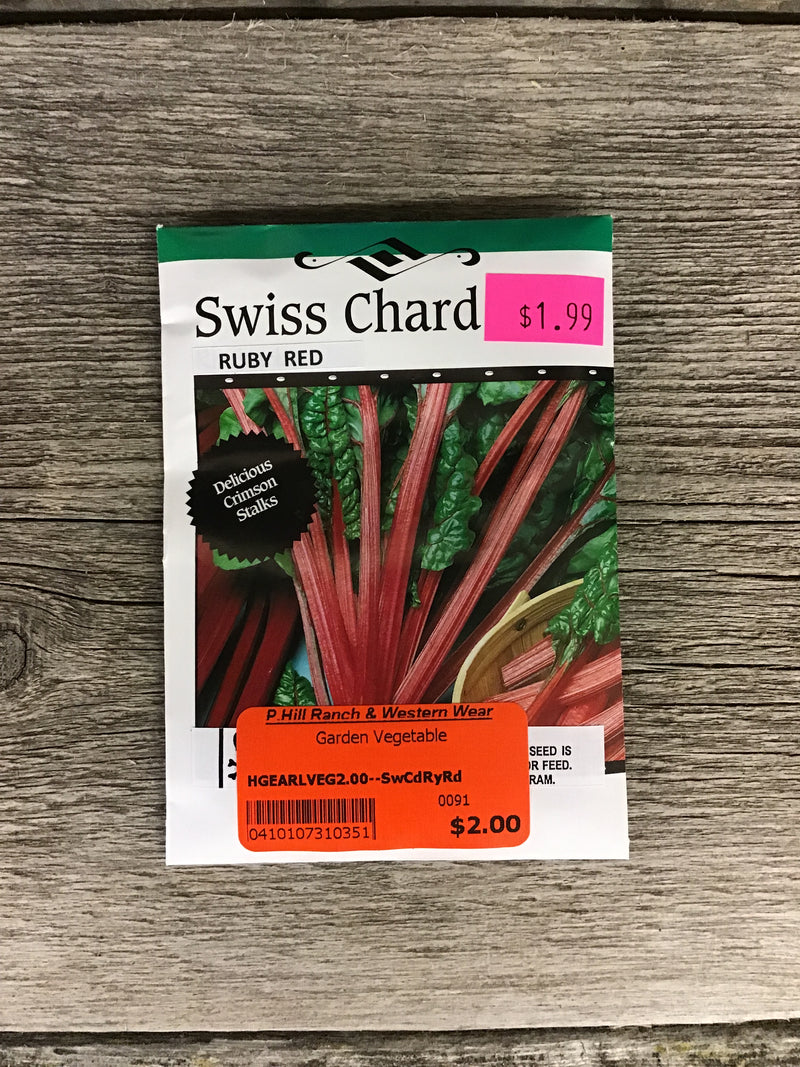 Swiss Chard
$1.99
RUBY RED
Delicious
Crimson
Stalks
P.Hill Ranch & Western Wear
Garden Vegetable
SEED IS
OR FEED.
RAM.
HGEARLVEG2.00--SwCdRyRd
0091
0410107310351
$2.00